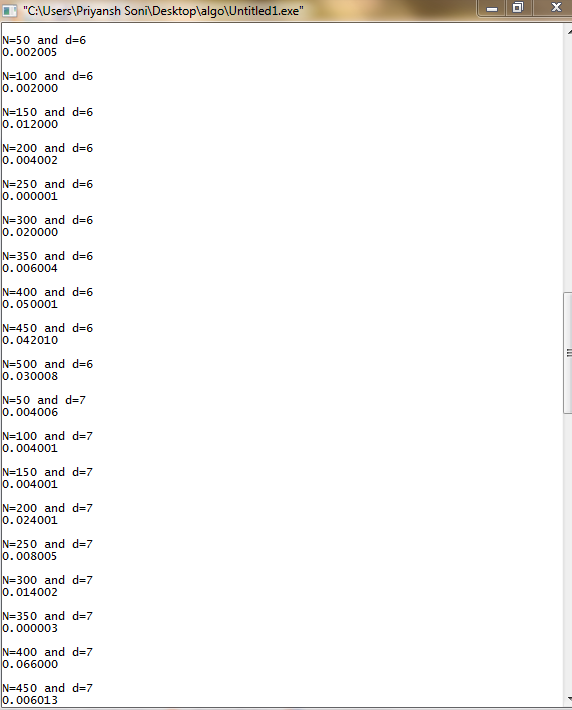 "C:\Users\Priyansh Soni\Desktop\algo\Untitled1.exe"
N=50 and d=6
0.002005
N=100 and d=6
0.002000
N=150 and d=6
0.012000
N=200 and d=6
0.004002
N=250 and d=6
0.000001
N=300 and d=6
0.020000
N=350 and d=6
0.006004
N=400 and d=6
0.050001
N=450 and d=6
0.042010
N=500 and d=6
0.030008
N=50 and d=7
0.004006
N=100 and d=7
0.004001
N=150 and d=7
0.004001
N=200 and d=7
0.024001
N=250 and d=7
0.008005
N=300 and d=7
0.014002
N=350 and d=7
0.000003
N=400 and d=7
0.066000
N=450 and d=7
0.006013